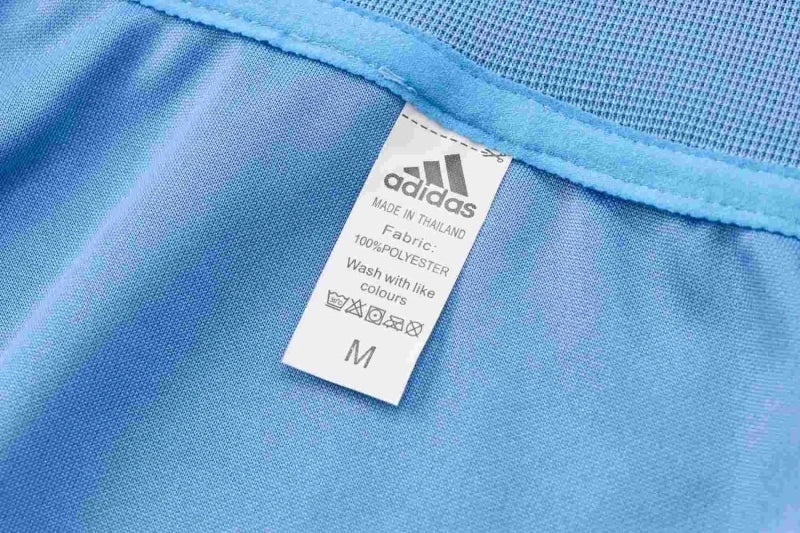 adidas
MADE IN THAILAND
Fabric:
100%POLYESTER
Wash with like
colours
M